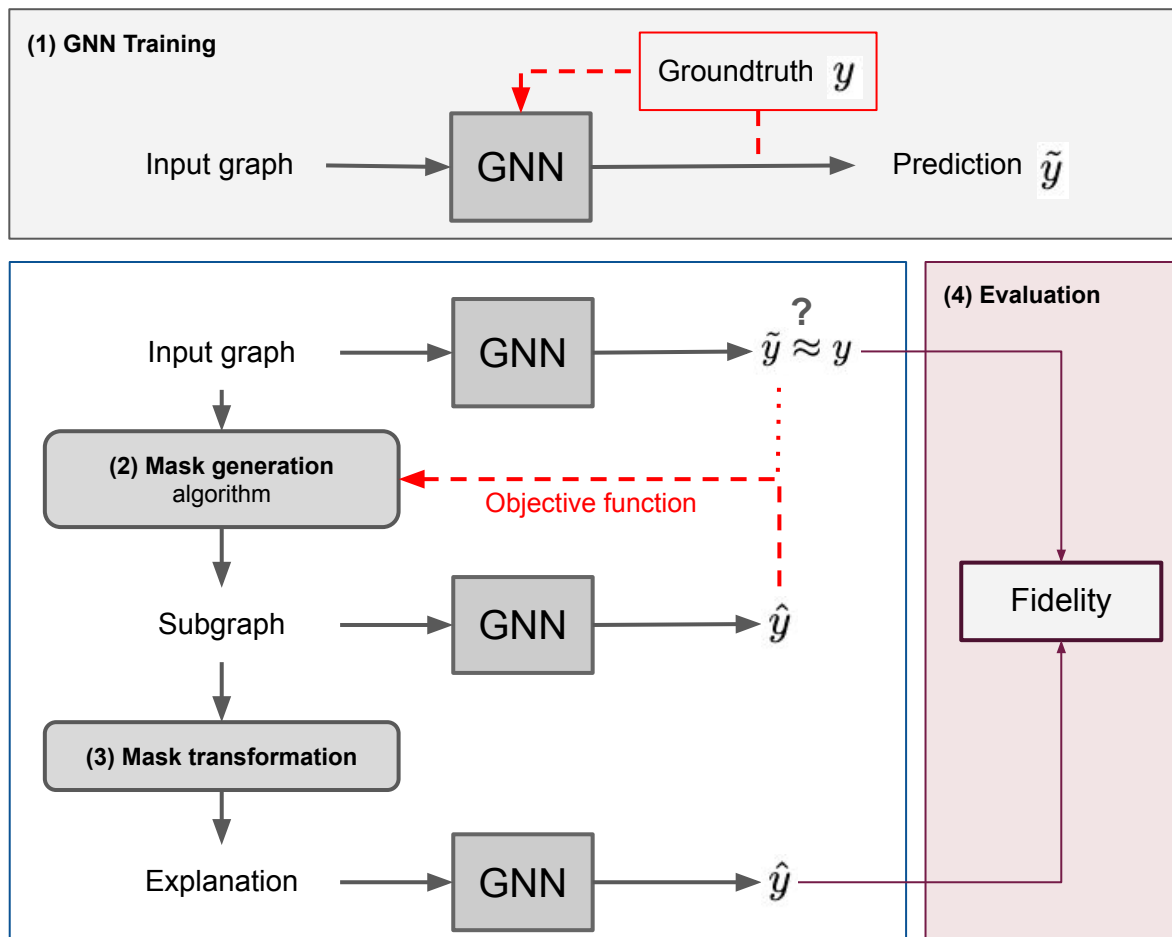 (1) GNN Training
Groundtruth y
Input graph
GNN
Prediction ỹ
(4) Evaluation
?
Input graph
GNN
ỹ ≈ y
(2) Mask generation
algorithm
Objective function
Fidelity
Subgraph
GNN
ŷ
(3) Mask transformation
Explanation
GNN
ŷ